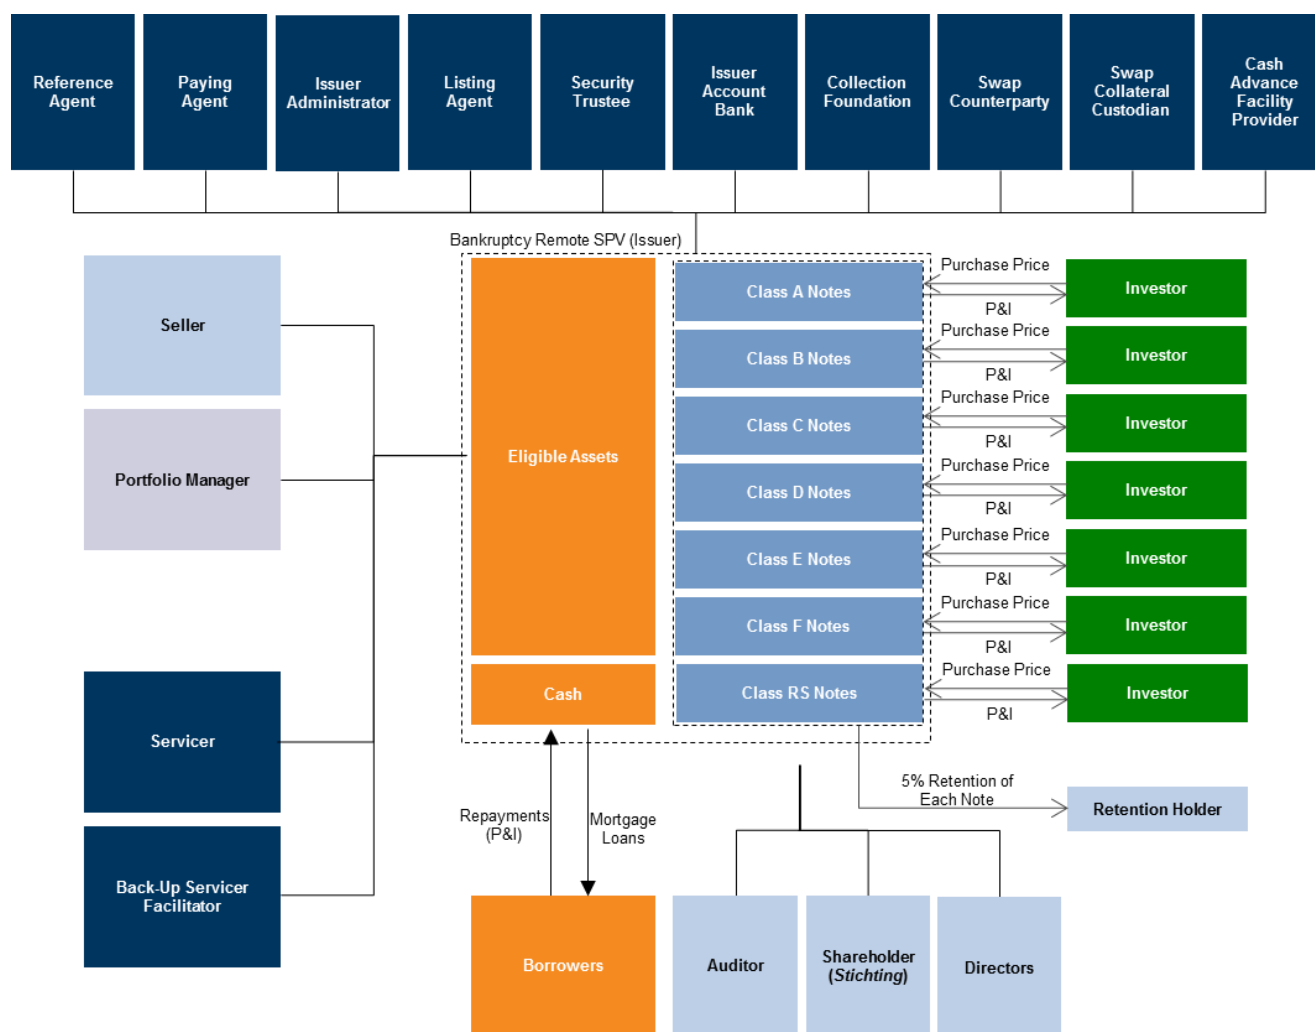 Reference
Agent
Paying
Agent
Issuer
Administrator
Listing
Agent
Security
Trustee
Issuer
Account
Bank
Collection
Foundation
Swap
Counterparty
Swap
Collateral
Custodian
Cash
Advance
Facility
Provider
Bankruptcy Remote SPV (Issuer)
Seller
Portfolio Manager
Servicer
Back-Up Servicer
Facilitator
Eligible Assets
Cash
Class A Notes
Purchase Price
P&I
Investor
Class B Notes
Purchase Price
P&I
Investor
Class C Notes
Purchase Price
P&I
Investor
Class D Notes
Purchase Price
P&I
Investor
Class E Notes
Purchase Price
P&I
Investor
Class F Notes
Purchase Price
P&I
Investor
Class RS Notes
Purchase Price
P&I
Investor
Repayments
(P&I)
Mortgage
Loans
5% Retention of
Each Note
Retention Holder
Borrowers
Auditor
Shareholder
(Stichting)
Directors